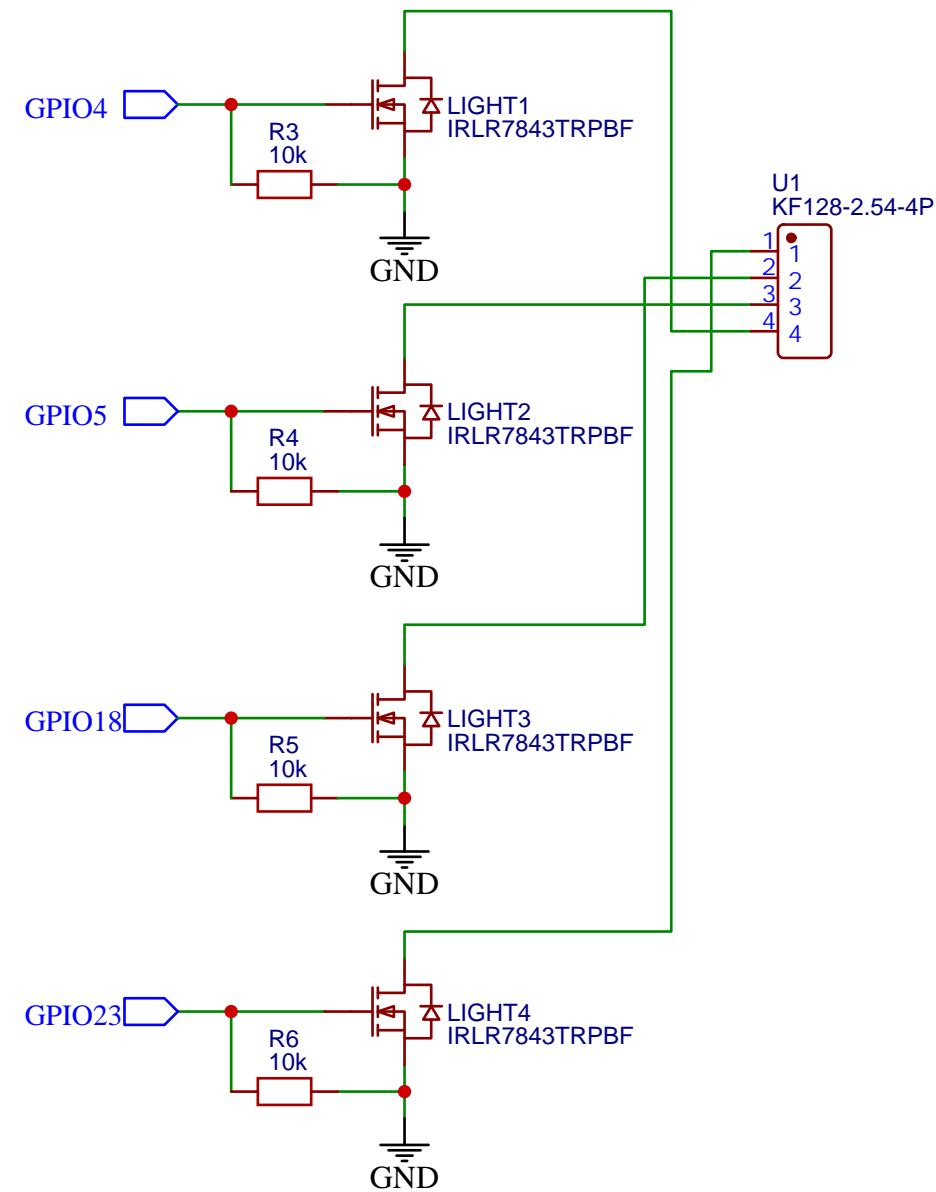 GPIO4
LIGHT1
IRLR7843TRPBF
R3
10k
GND
U1
KF128-2.54-4P
1
1
2
2
3
3
4
4
GPIO5
LIGHT2
IRLR7843TRPBF
R4
10k
GND
GPIO18
LIGHT3
IRLR7843TRPBF
R5
10k
GND
GPIO23
LIGHT4
IRLR7843TRPBF
R6
10k
GND